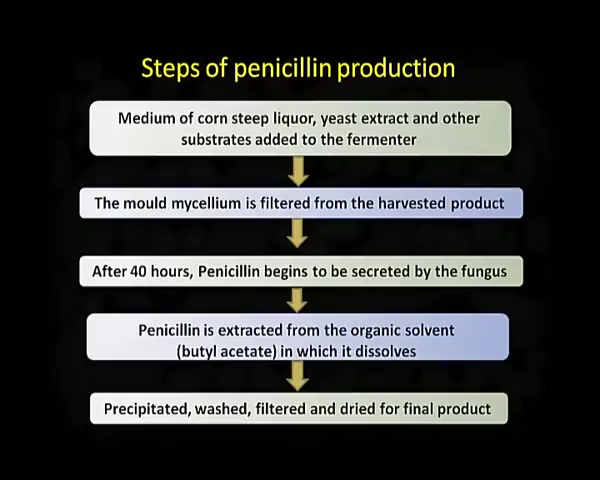 Steps of penicillin production
Medium of corn steep liquor, yeast extract and other
substrates added to the fermenter
The mould mycellium is filtered from the harvested product
After 40 hours, Penicillin begins to be secreted by the fungus
Penicillin is extracted from the organic solvent
(butyl acetate) in which it dissolves
Precipitated, washed, filtered and dried for final product